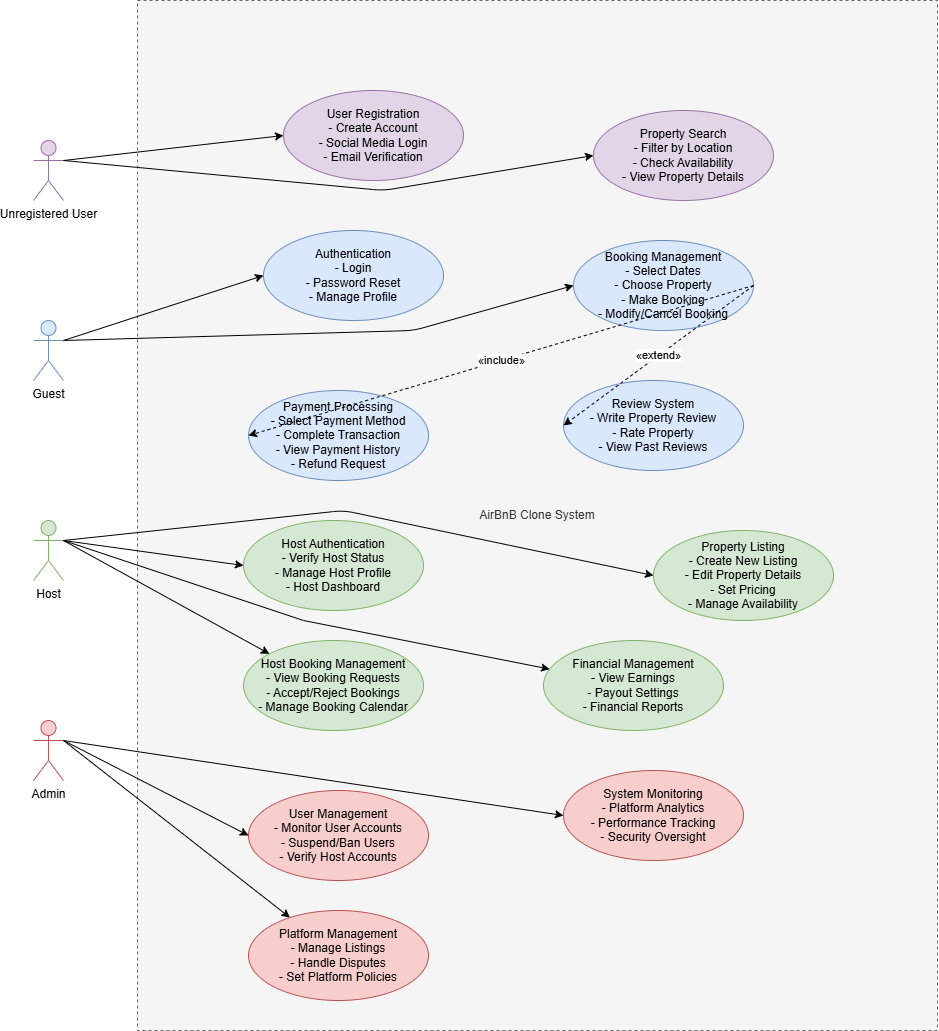 User Registration
- Create Account
- Social Media Login
- Email Verification
Property Search
- Filter by Location
- Check Availability
- View Property Details
Unregistered User
Authentication
- Login
- Password Reset
- Manage Profile
Booking Management
- Select Dates
- Choose Property
- Make Booking
- Modify/Cancel Booking
«include»
«extend»
Guest
Payment Processing
- Select Payment Method
- Complete Transaction
- View Payment History
- Refund Request
Review System
- Write Property Review
- Rate Property
- View Past Reviews
AirBnB Clone System
Host Authentication
- Verify Host Status
- Manage Host Profile
- Host Dashboard
Property Listing
- Create New Listing
- Edit Property Details
- Set Pricing
- Manage Availability
Host
Host Booking Management
- View Booking Requests
- Accept/Reject Bookings
- Manage Booking Calendar
Financial Management
- View Earnings
- Payout Settings
- Financial Reports
Admin
User Management
- Monitor User Accounts
- Suspend/Ban Users
- Verify Host Accounts
System Monitoring
- Platform Analytics
- Performance Tracking
- Security Oversight
Platform Management
- Manage Listings
- Handle Disputes
- Set Platform Policies